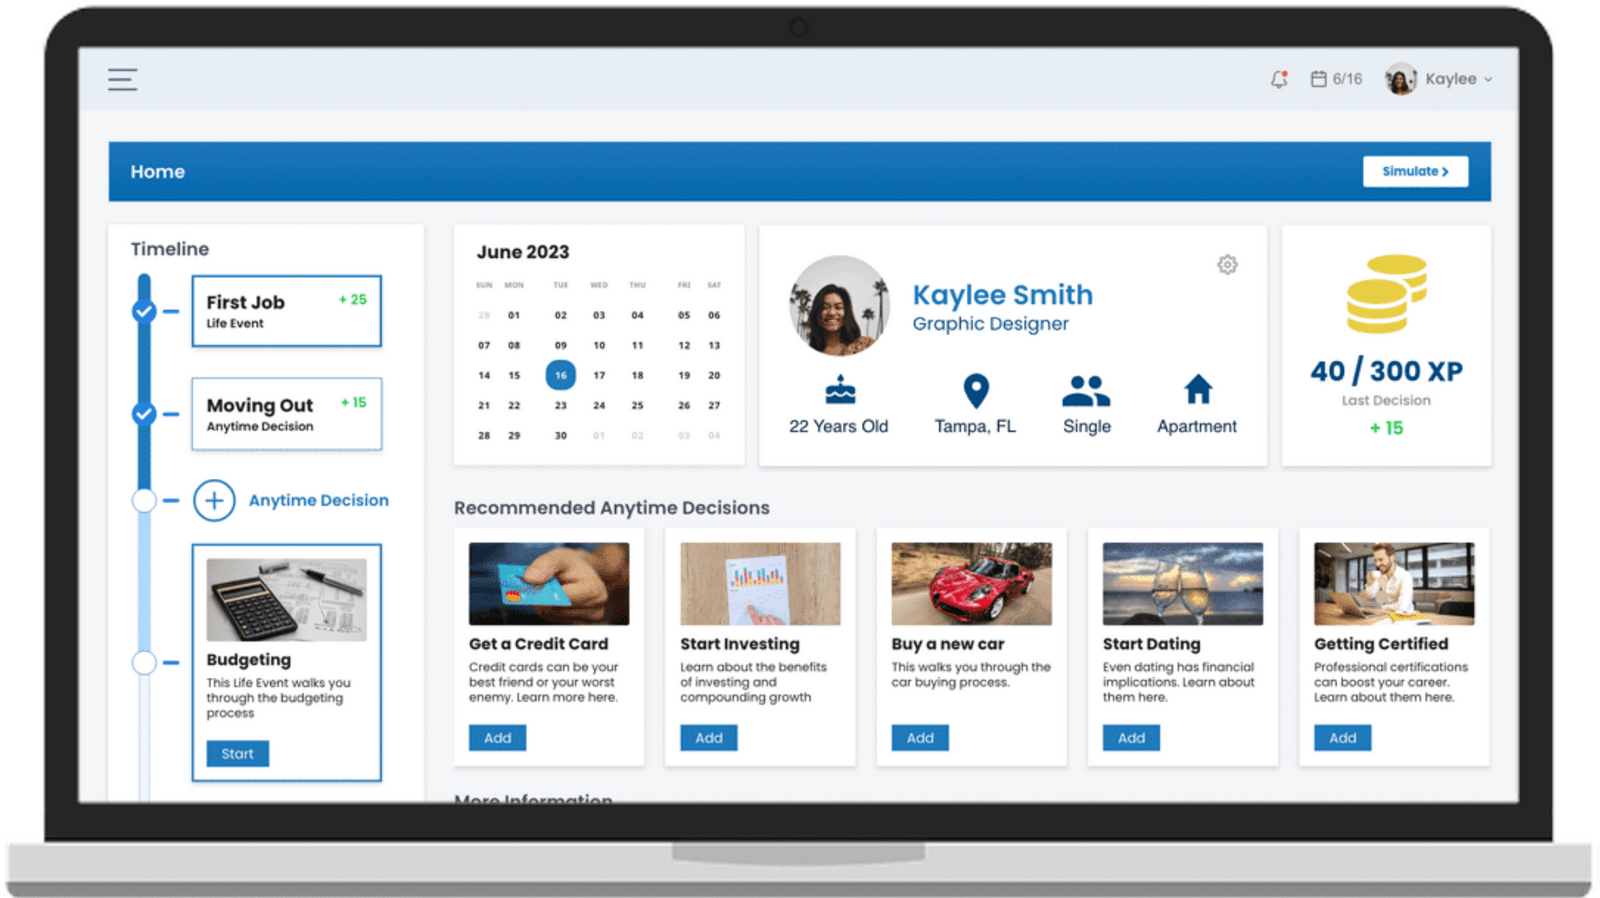 6/16
Kaylee
Home
Simulate
Timeline
First Job
+ 25
Life Event
Moving Out
+ 15
Anytime Decision
Anytime Decision
Budgeting
This Life Event walks you
through the budgeting
process
Start
June 2023
SUN MON TUE WED THU FRI SAT
28 01 02 03 04 05 06
07 08 09 10 11 12 13
14 15 16 17 18 19 20
21 22 23 24 25 26 27
28 29 30 01 02 03 04
Kaylee Smith
Graphic Designer
22 Years Old
Tampa, FL
Single
Apartment
40 / 300 XP
Last Decision
+ 15
Recommended Anytime Decisions
Get a Credit Card
Credit cards can be your
best friend or your worst
enemy. Learn more here.
Add
Start Investing
Learn about the benefits
of investing and
compounding growth
Add
Buy a new car
This walks you through the
car buying process.
Add
Start Dating
Even dating has financial
implications. Learn about
them here.
Add
Getting Certified
Professional certifications
can boost your career.
Learn about them here.
Add
More Information